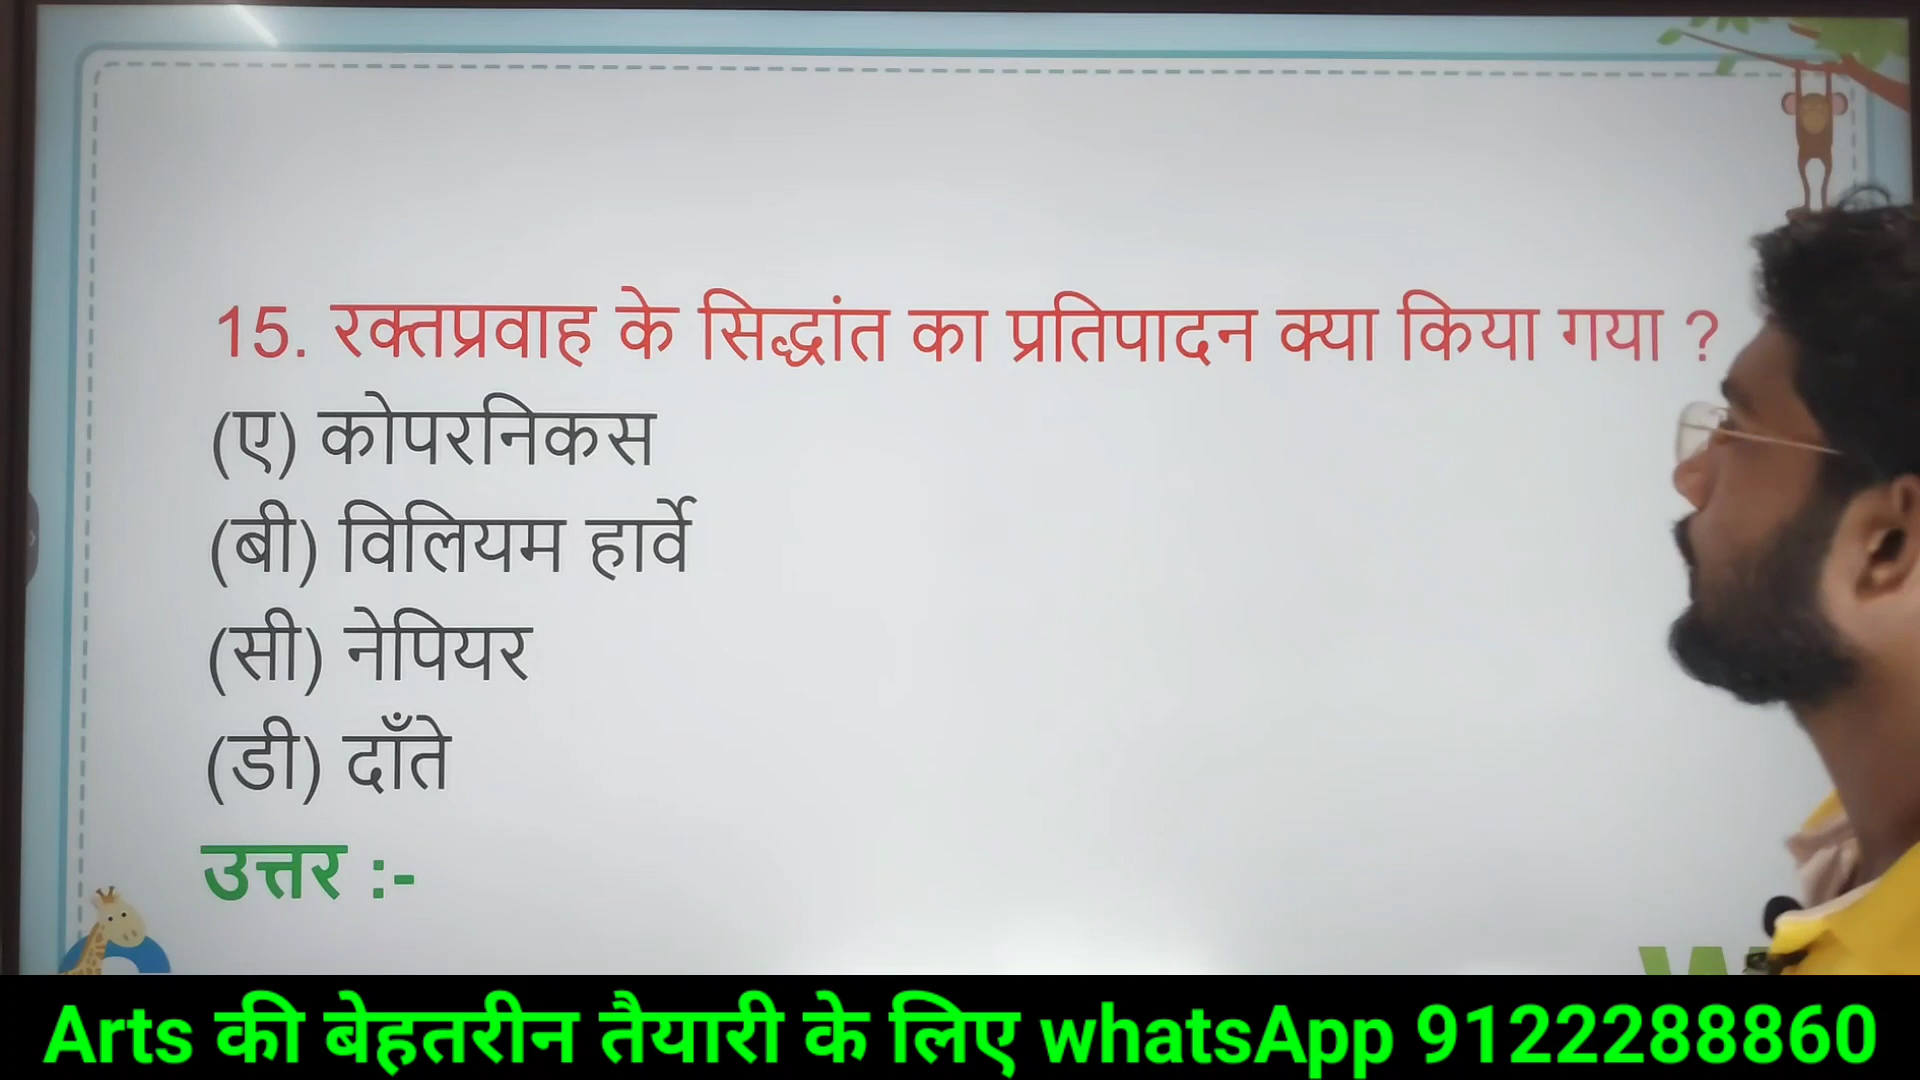 15. रक्तप्रवाह के सिद्धांत का प्रतिपादन क्या किया गया ?
(ए) कोपरनिकस
(बी) विलियम हार्वे
(सी) नेपियर
(डी) दाँते
उत्तर :-
Arts की बेहतरीन तैयारी के लिए whatsApp 9122288860